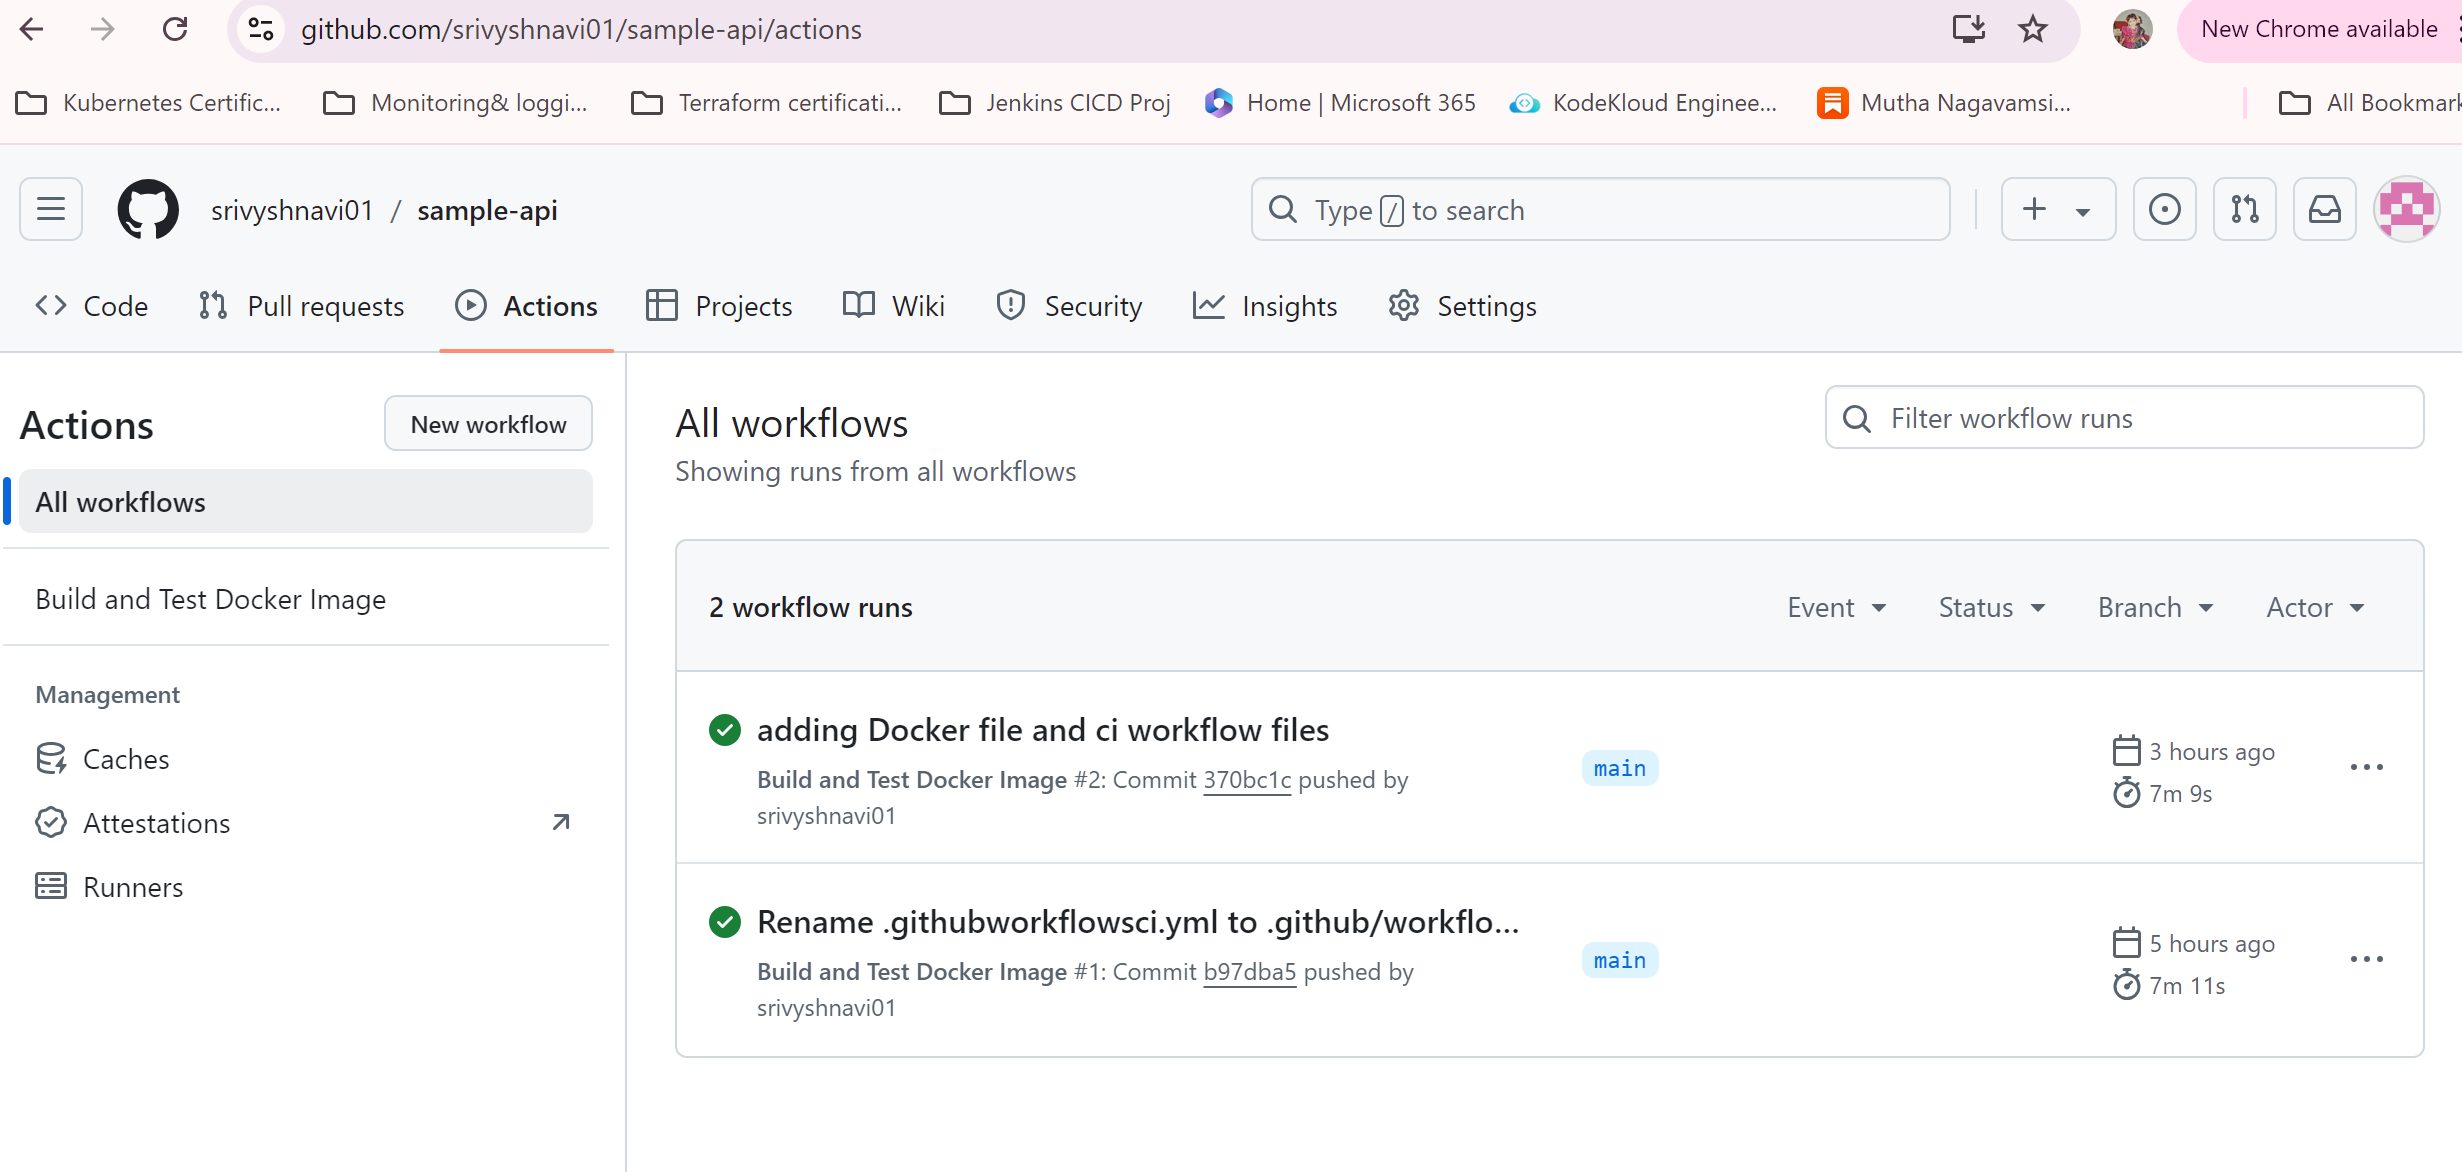 github.com/srivyshnavi01/sample-api/actions
New Chrome available
Kubernetes Certific...
Monitoring& loggi...
Terraform certificati...
Jenkins CICD Proj
Home | Microsoft 365
KodeKloud Enginee...
Mutha Nagavamsi...
All Bookmark
srivyshnavi01 / sample-api
Type / to search
Code
Pull requests
Actions
Projects
Wiki
Security
Insights
Settings
Actions
New workflow
All workflows
Build and Test Docker Image
Management
Caches
Attestations
Runners
All workflows
Showing runs from all workflows
Filter workflow runs
2 workflow runs
Event
Status
Branch
Actor
adding Docker file and ci workflow files
Build and Test Docker Image #2: Commit 370bc1c pushed by
srivyshnavi01
main
3 hours ago
7m 9s
Rename .githubworkflowsci.yml to .github/workflo...
Build and Test Docker Image #1: Commit b97dba5 pushed by
srivyshnavi01
main
5 hours ago
7m 11s